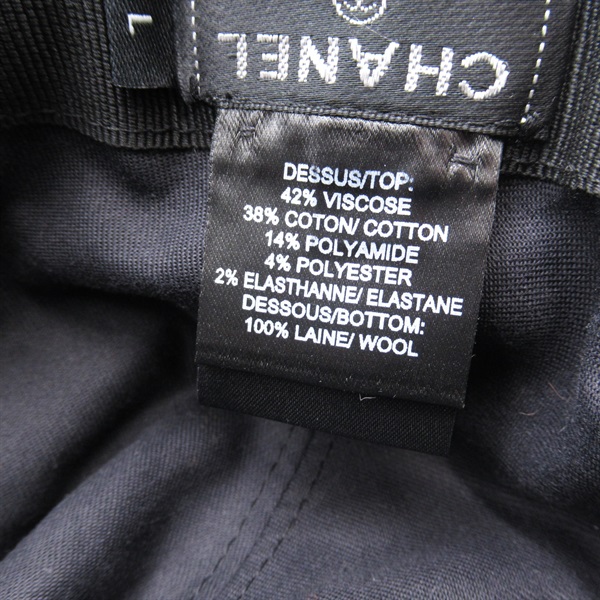 L
CHANEL
DESSUS/TOP:
42% VISCOSE
38% COTON/ COTTON
14% POLYAMIDE
4% POLYESTER
2% ELASTHANNE/ ELASTANE
DESSOUS/BOTTOM:
100% LAINE/ WOOL